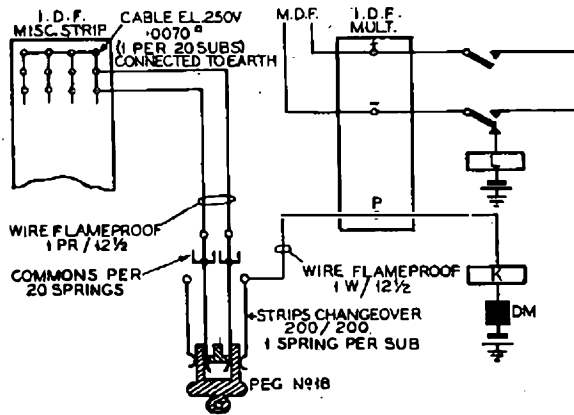 I.D.F.
MISC. STRIP
CABLE E.L. 250V
·0070"
(1 PER 20 SUBS)
CONNECTED TO EARTH
M.D.F.
I.D.F.
MULT.
+
−
L
P
WIRE FLAMEPROOF
1 PR / 12½
COMMONS PER
20 SPRINGS
WIRE FLAMEPROOF
1 W / 12½
K
DM
STRIPS CHANGEOVER
200 / 200.
1 SPRING PER SUB
PEG Nº 18